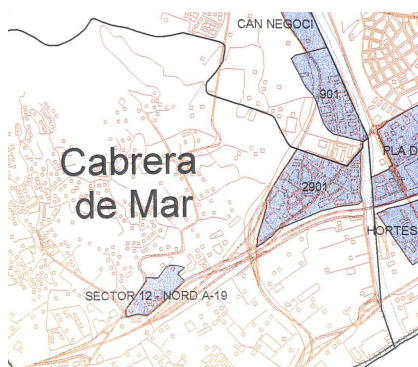 CAN NEGOCI
901
Cabrera
de Mar
PLA D
2901
HORTES
SECTOR 12 - NORD A-19